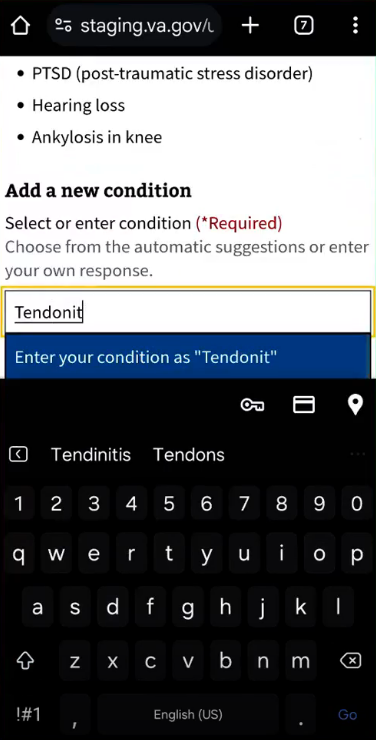 staging.va.gov/u
7
PTSD (post-traumatic stress disorder)
Hearing loss
Ankylosis in knee
Add a new condition
Select or enter condition (*Required)
Choose from the automatic suggestions or enter
your own response.
Tendonit
Enter your condition as "Tendonit"
Tendinitis Tendons
1 2 3 4 5 6 7 8 9 0
q w e r t y u i o p
a s d f g h j k l
z x c v b n m
!#1 , English (US) . Go